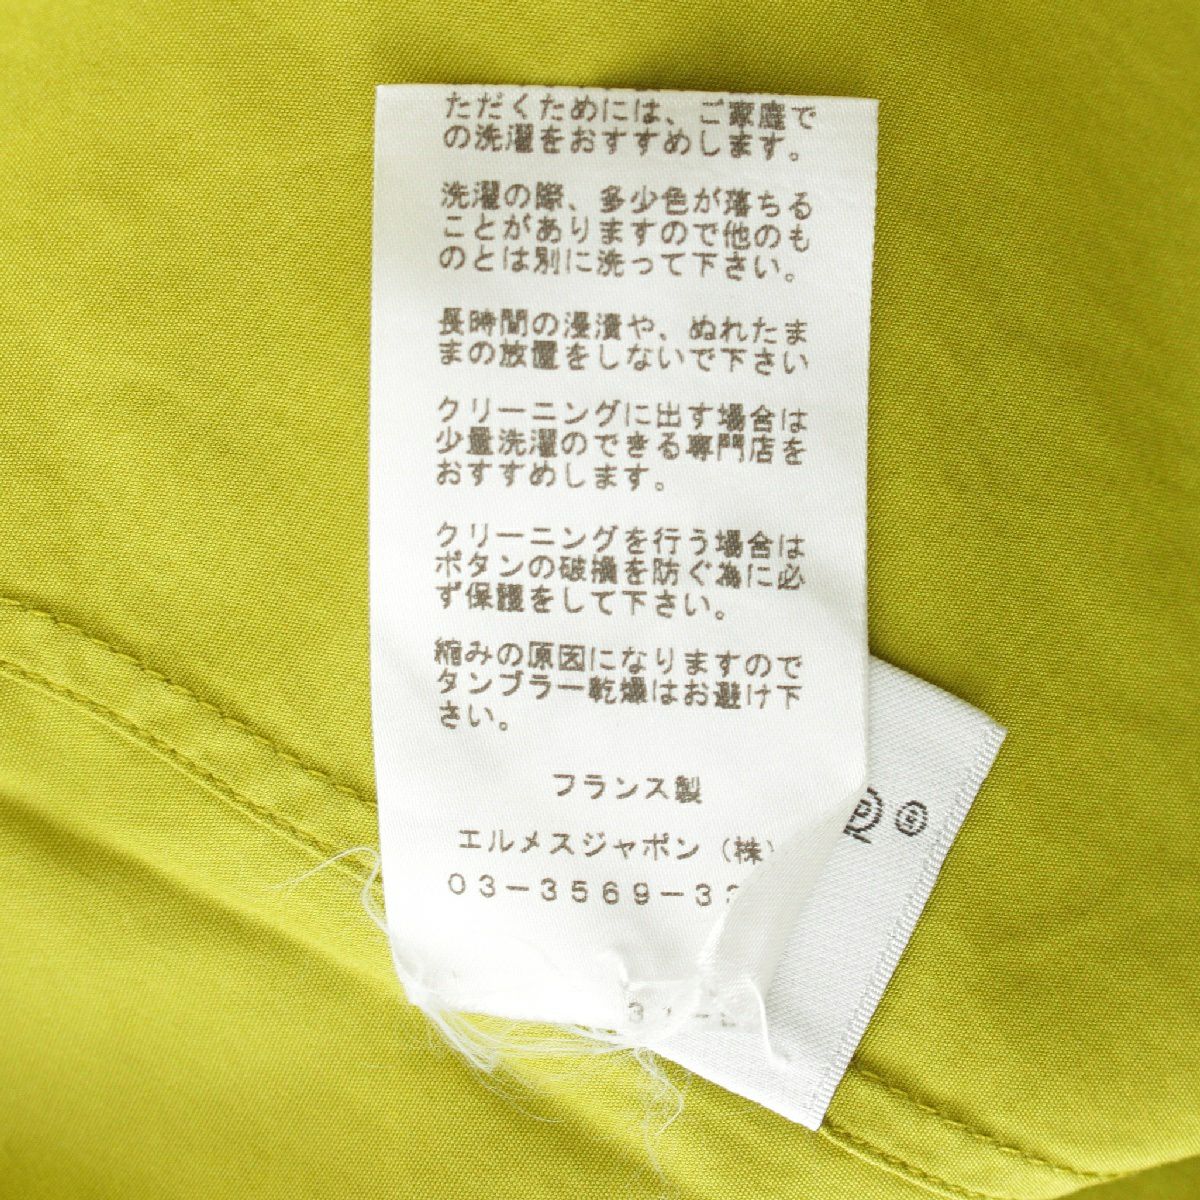 ただくためには、ご家庭で
の洗濯をおすすめします。
洗濯の際、多少色が落ちる
ことがありますので他のも
のとは別に洗って下さい。
長時間の浸漬や、ぬれたま
まの放置をしないで下さい
クリーニングに出す場合は
少量洗濯のできる専門店を
おすすめします。
クリーニングを行う場合は
ボタンの破損を防ぐ為に必
ず保護をして下さい。
縮みの原因になりますので
タンブラー乾燥はお避け下
さい。
フランス製
エルメスジャポン（株）
03-3569-33
Ⓟ